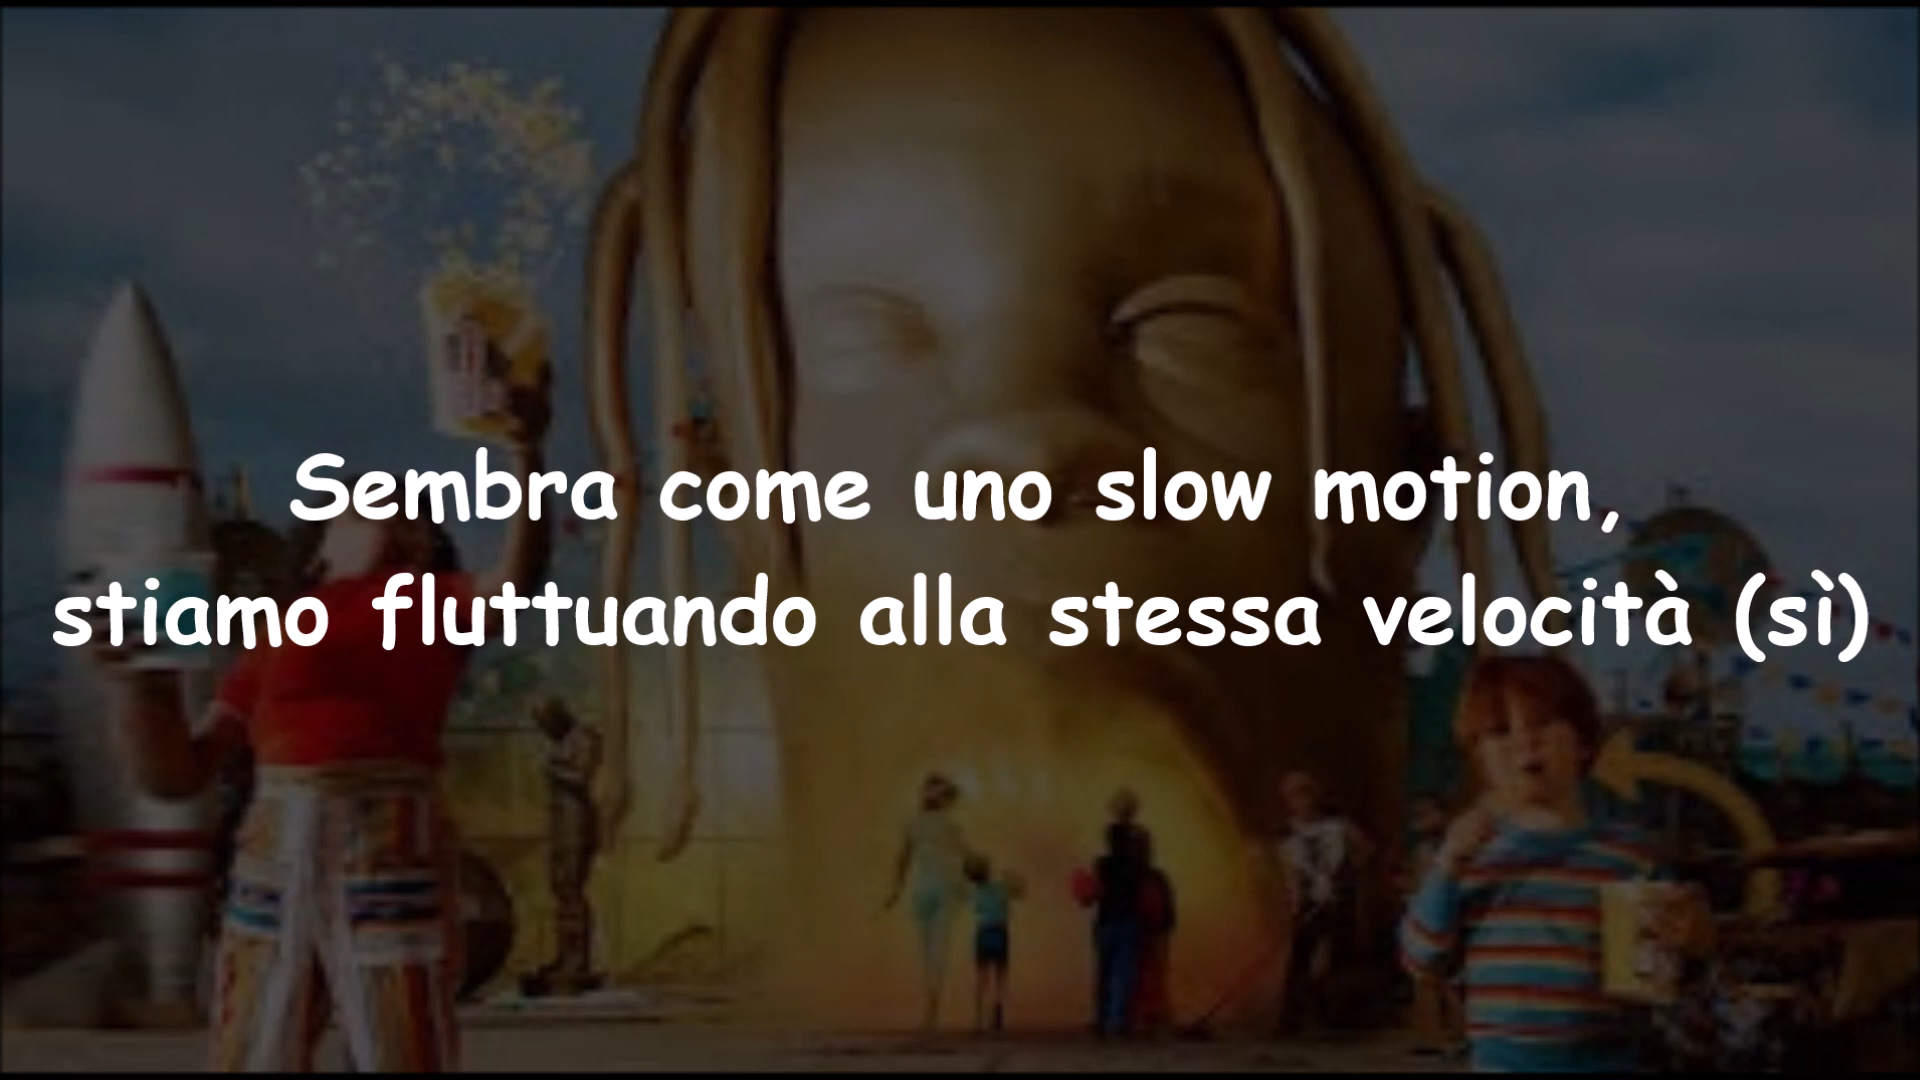 Sembra come uno slow motion,
stiamo fluttuando alla stessa velocità (sì)